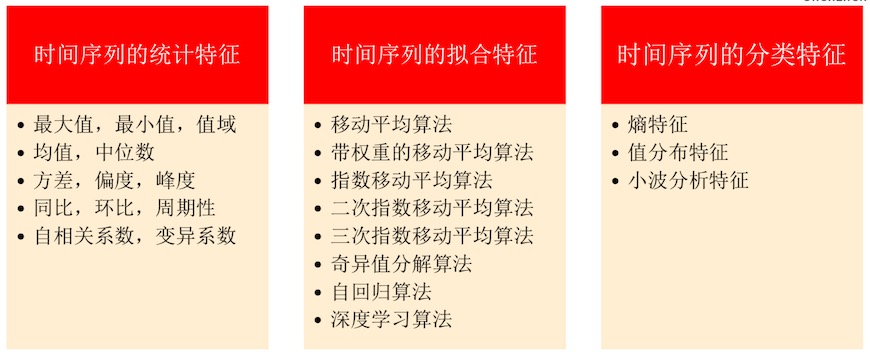 时间序列的统计特征
最大值，最小值，值域
均值，中位数
方差，偏度，峰度
同比，环比，周期性
自相关系数，变异系数
时间序列的拟合特征
移动平均算法
带权重的移动平均算法
指数移动平均算法
二次指数移动平均算法
三次指数移动平均算法
奇异值分解算法
自回归算法
深度学习算法
时间序列的分类特征
熵特征
值分布特征
小波分析特征